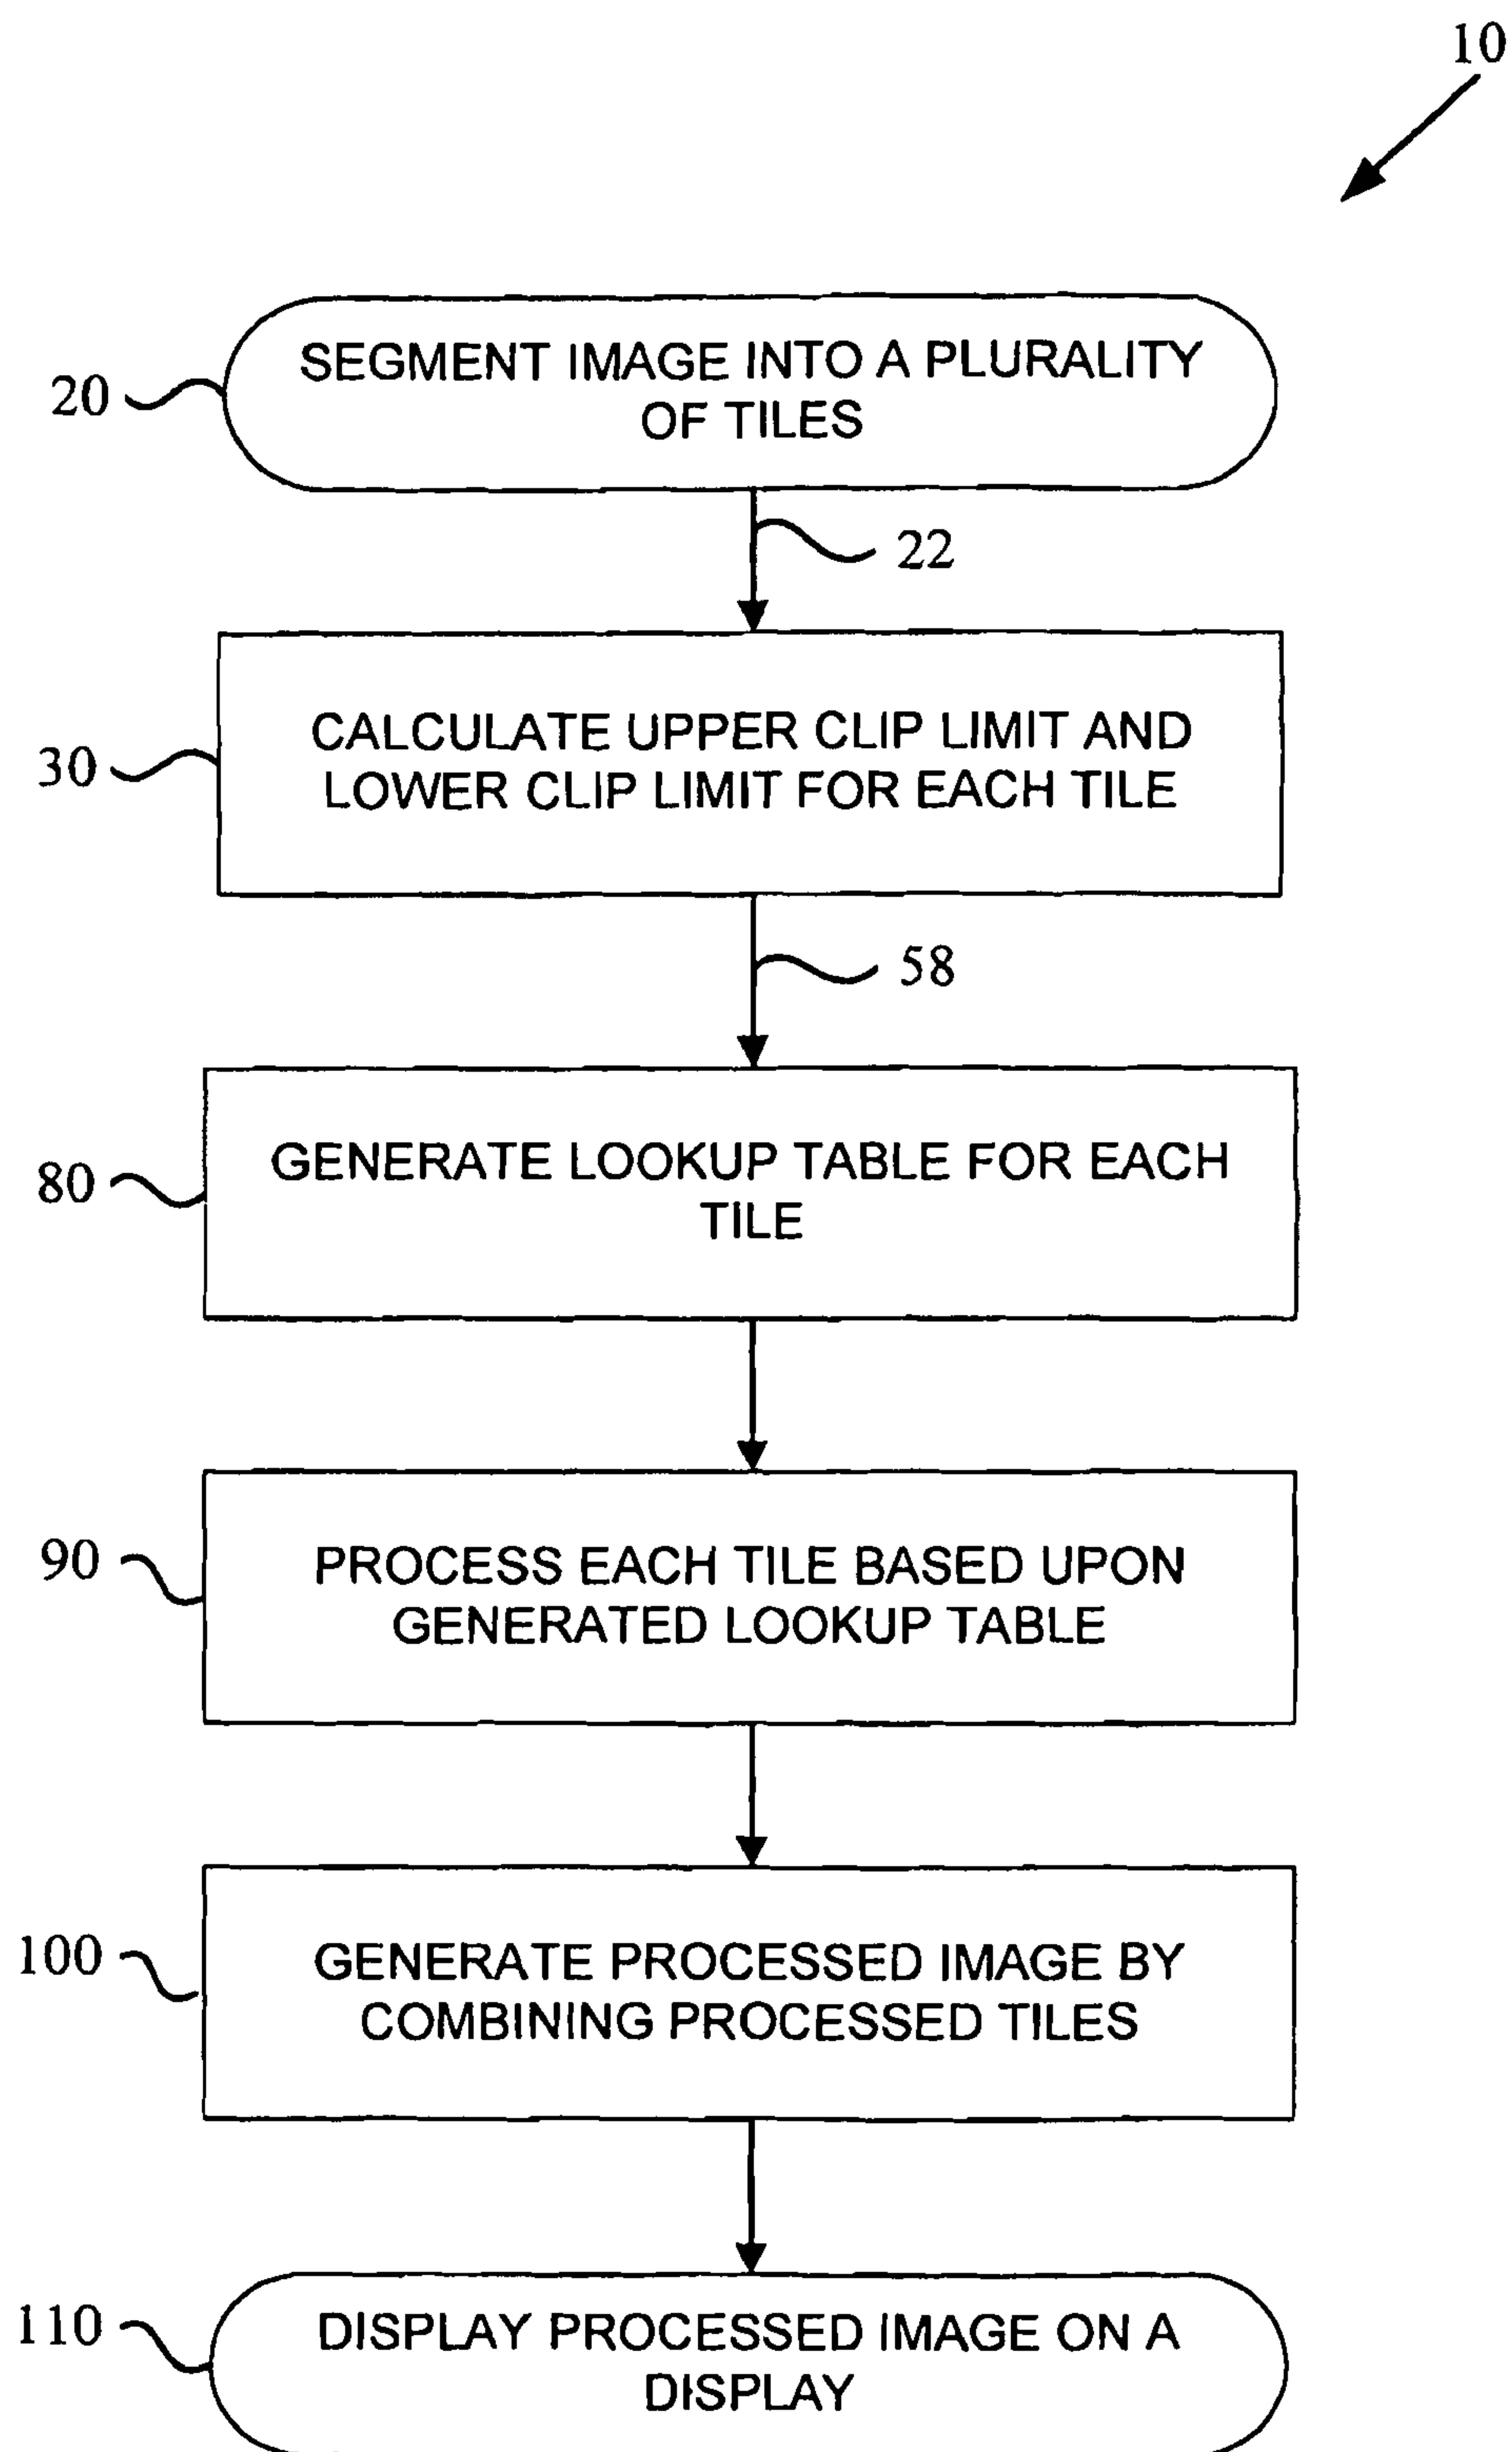 10
SEGMENT IMAGE INTO A PLURALITY
OF TILES
20
22
CALCULATE UPPER CLIP LIMIT AND
LOWER CLIP LIMIT FOR EACH TILE
30
58
GENERATE LOOKUP TABLE FOR EACH
TILE
80
PROCESS EACH TILE BASED UPON
GENERATED LOOKUP TABLE
90
GENERATE PROCESSED IMAGE BY
COMBINING PROCESSED TILES
100
DISPLAY PROCESSED IMAGE ON A
DISPLAY
110